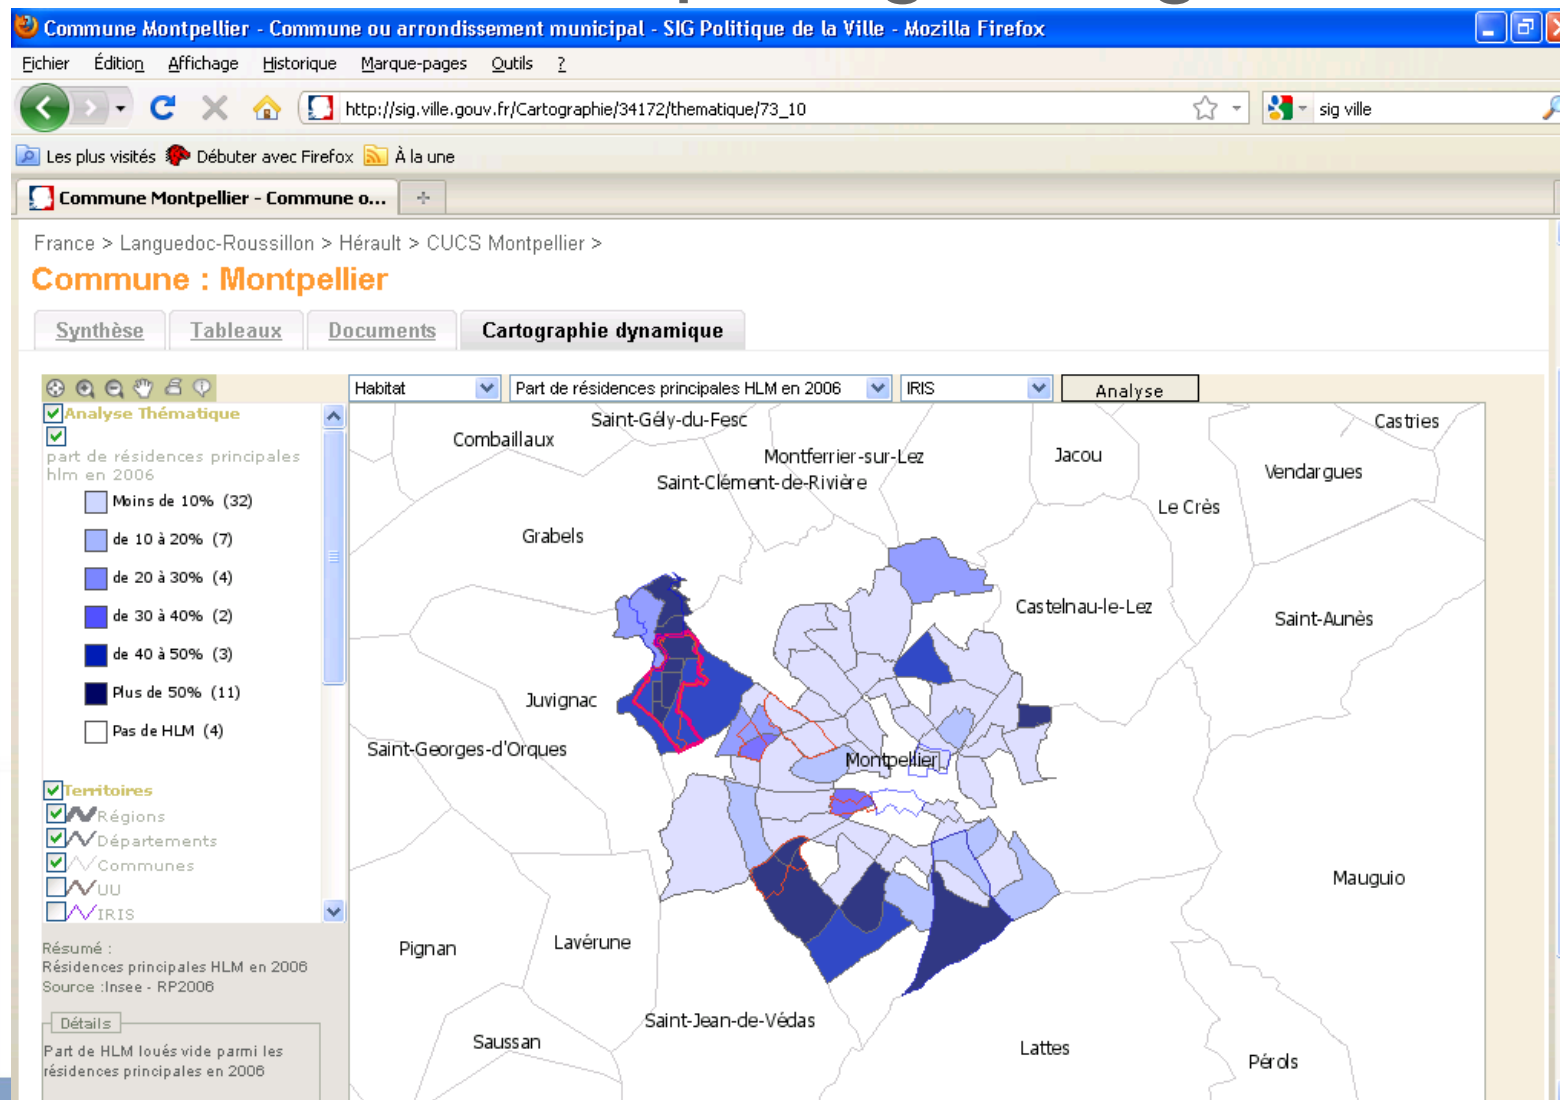 Commune Montpellier - Commune ou arrondissement municipal - SIG Politique de la Ville - Mozilla Firefox
Fichier Édition Affichage Historique Marque-pages Outils ?
http://sig.ville.gouv.fr/Cartographie/34172/thematique/73_10
sig ville
Les plus visités Débuter avec Firefox À la une
Commune Montpellier - Commune o...
France > Languedoc-Roussillon > Hérault > CUCS Montpellier >
Commune : Montpellier
Synthèse Tableaux Documents Cartographie dynamique
Habitat Part de résidences principales HLM en 2006 IRIS Analyse
Analyse Thématique
part de résidences principales
hlm en 2006
Moins de 10% (32)
de 10 à 20% (7)
de 20 à 30% (4)
de 30 à 40% (2)
de 40 à 50% (3)
Plus de 50% (11)
Pas de HLM (4)
Territoires
Régions
Départements
Communes
UU
IRIS
Résumé :
Résidences principales HLM en 2006
Source :Insee - RP2006
Détails
Part de HLM loués vide parmi les
résidences principales en 2006
Saint-Gély-du-Fesc
Castries
Combaillaux
Montferrier-sur-Lez
Jacou
Vendargues
Saint-Clément-de-Rivière
Le Crès
Grabels
Castelnau-le-Lez
Saint-Aunès
Juvignac
Saint-Georges-d'Orques
Montpellier
Mauguio
Pignan
Lavérune
Saint-Jean-de-Védas
Saussan
Lattes
Pérols